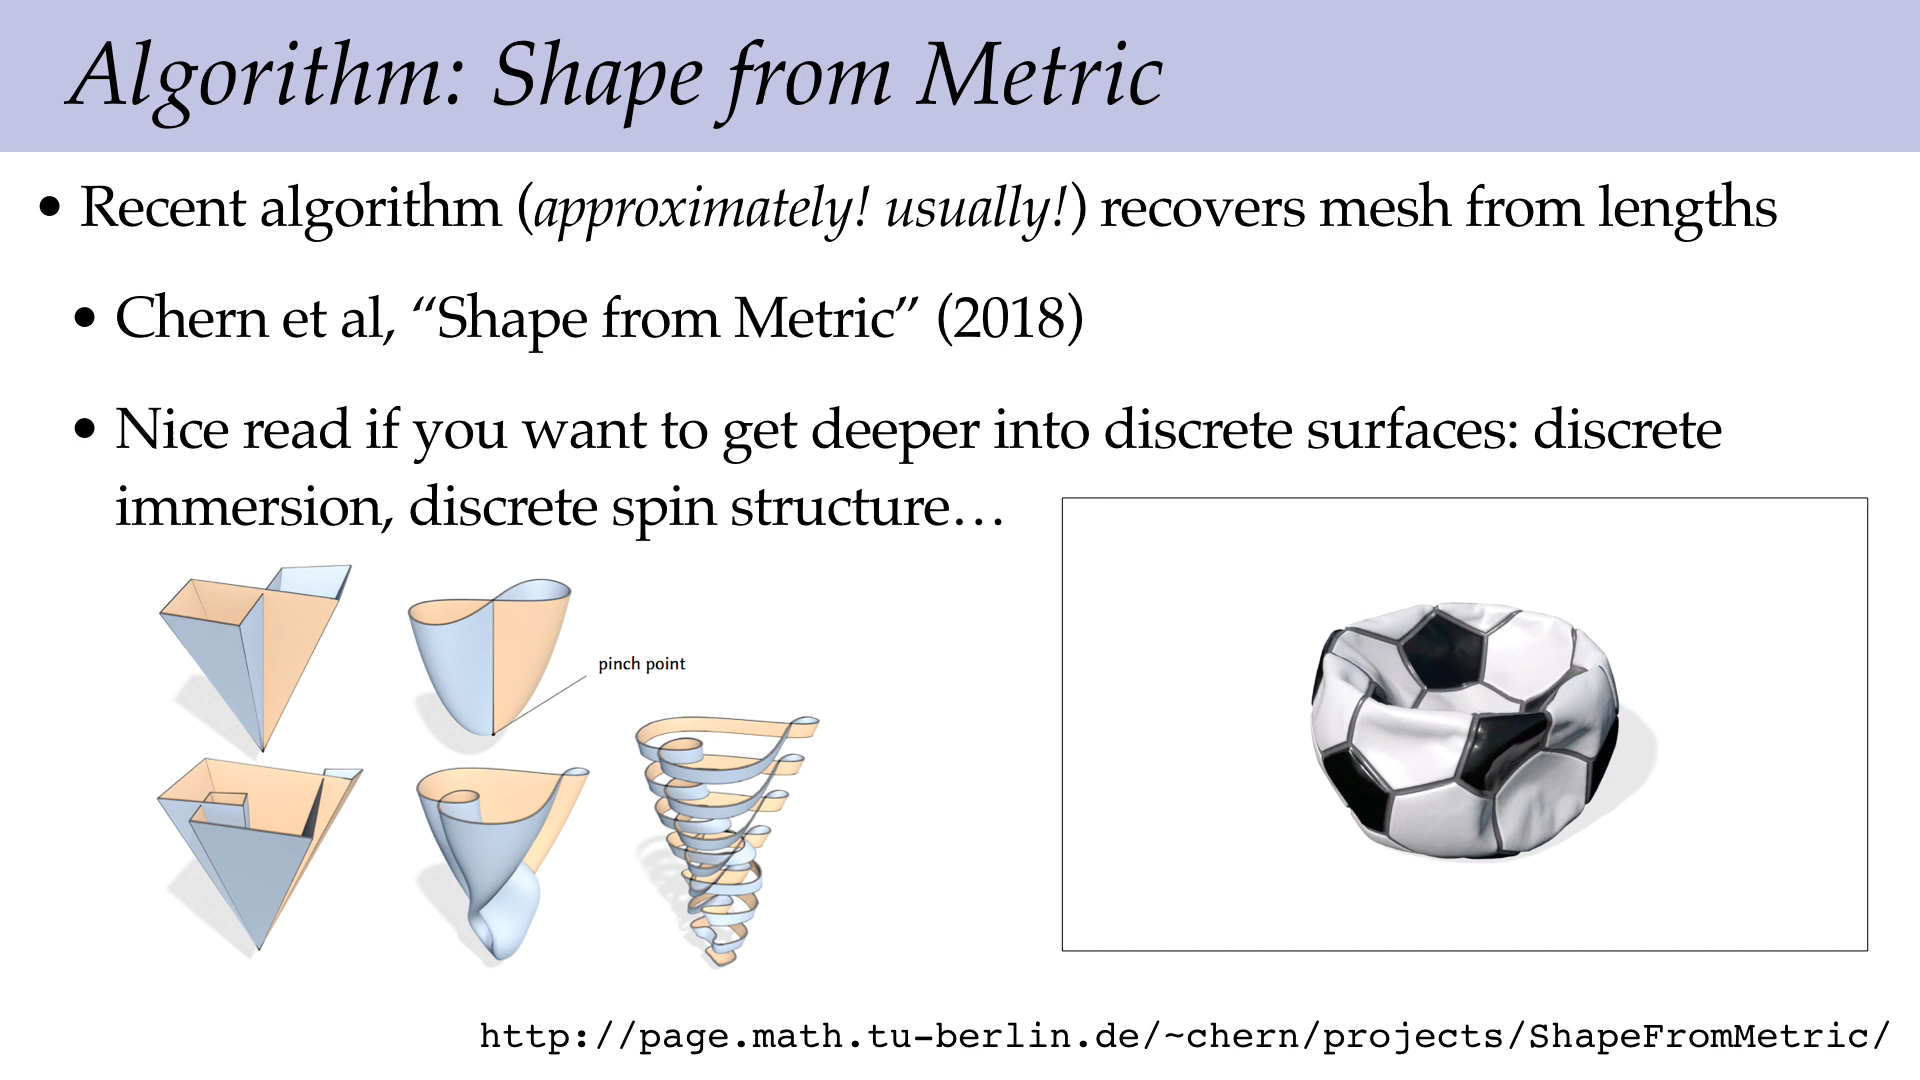 Algorithm: Shape from Metric
• Recent algorithm (approximately! usually!) recovers mesh from lengths
• Chern et al, “Shape from Metric” (2018)
• Nice read if you want to get deeper into discrete surfaces: discrete
immersion, discrete spin structure…
pinch point
http://page.math.tu-berlin.de/~chern/projects/ShapeFromMetric/